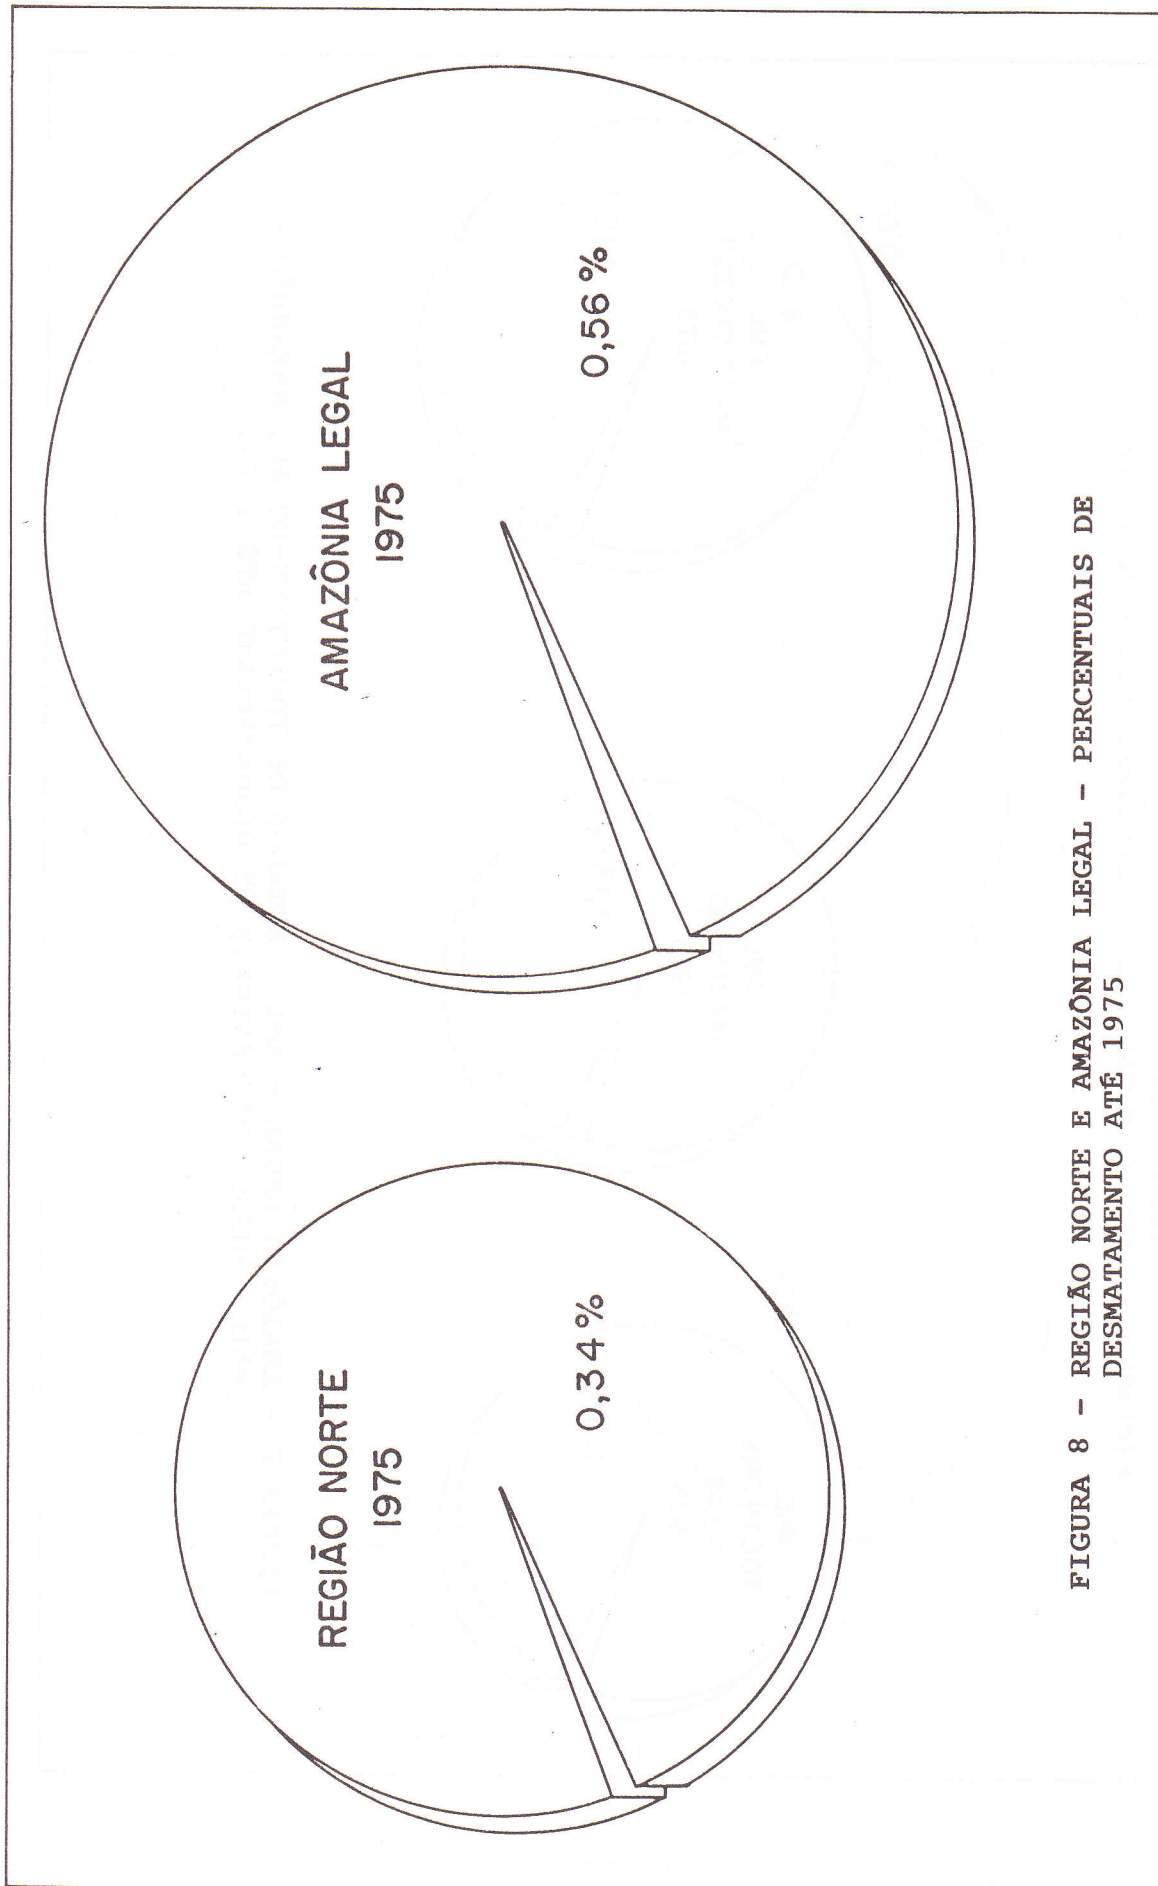 REGIÃO NORTE
1975
0,34 %
AMAZÔNIA LEGAL
1975
0,56 %
FIGURA 8 - REGIÃO NORTE E AMAZÔNIA LEGAL - PERCENTUAIS DE
DESMATAMENTO ATÉ 1975